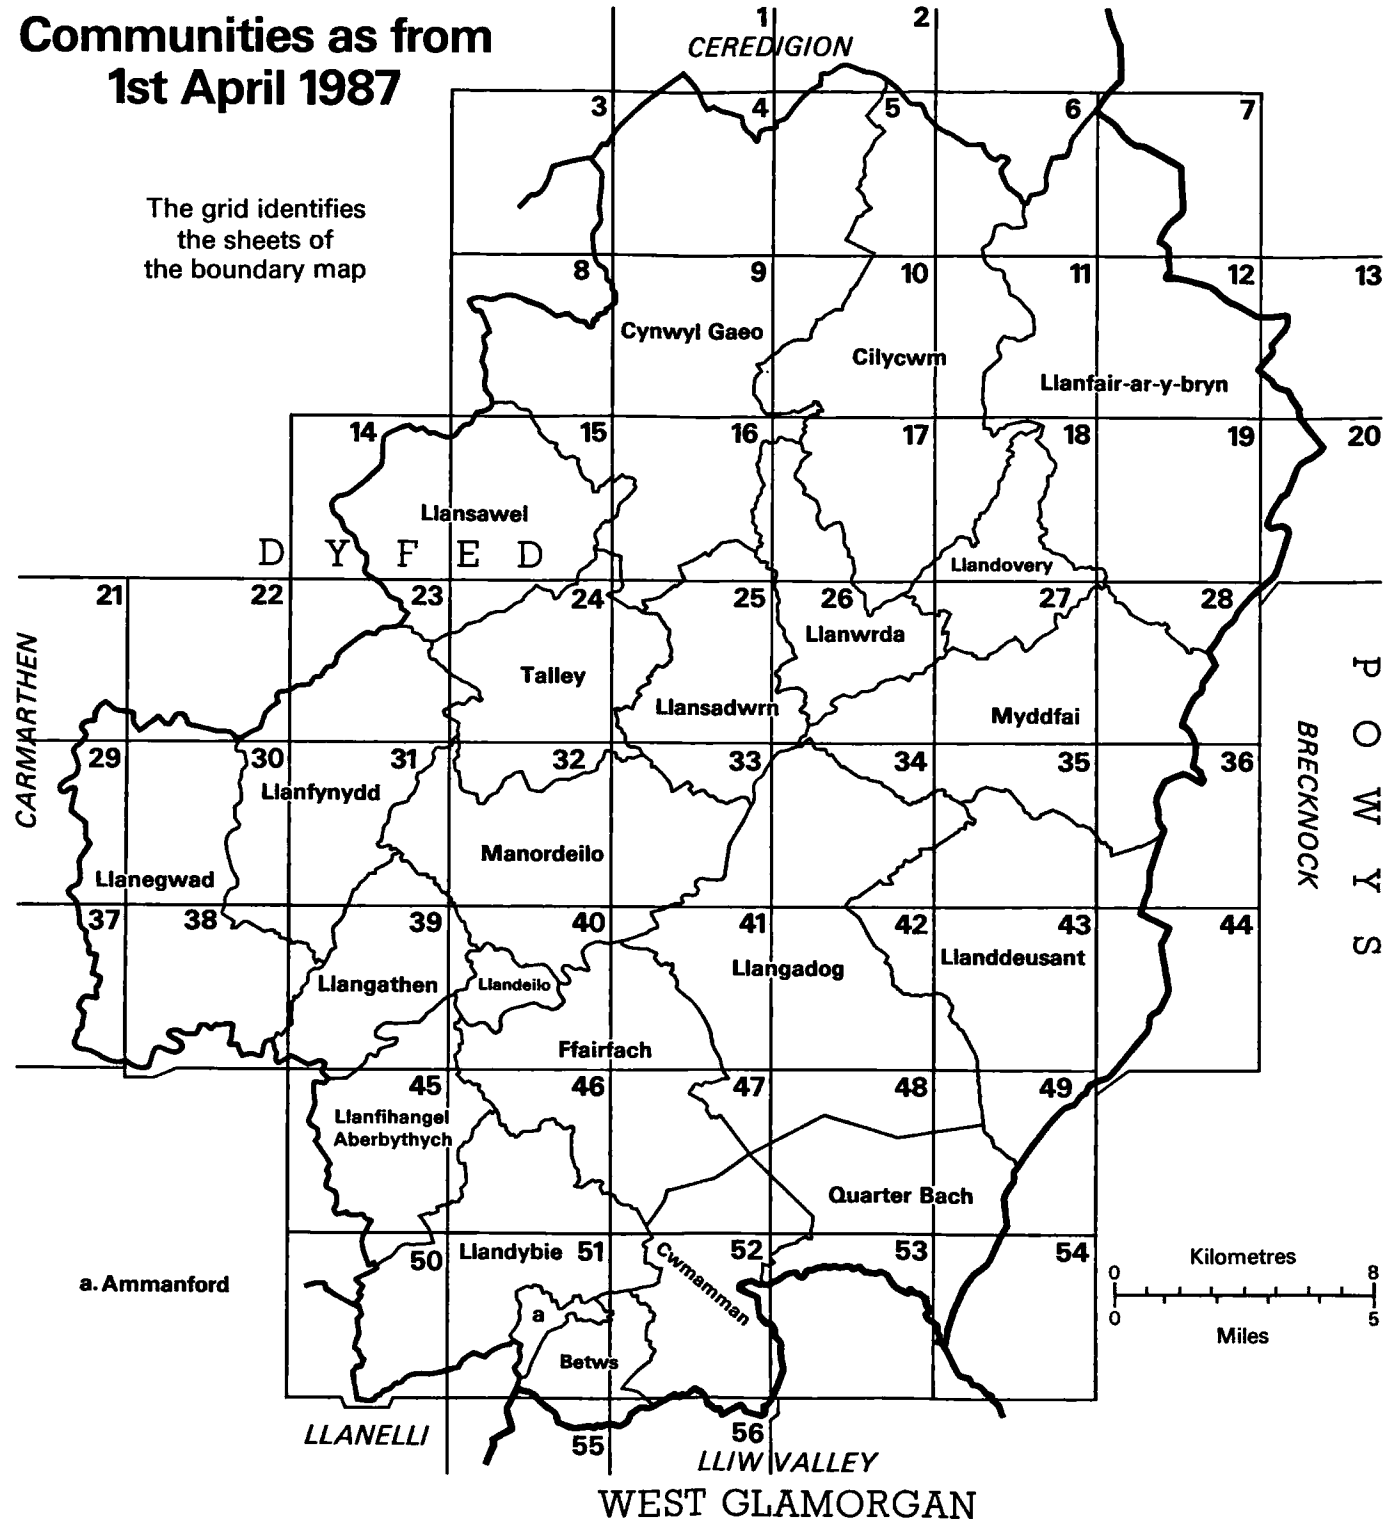 Communities as from
1st April 1987
The grid identifies
the sheets of
the boundary map
1
2
CEREDIGION
3
4
5
6
7
8
9
10
11
12
13
Cynwyl Gaeo
Cilycwm
Llanfair-ar-y-bryn
14
15
16
17
18
19
20
Llansawel
DYFED
Llandovery
21
22
23
24
25
26
27
28
CARMARTHEN
Llanwrda
Talley
Llansadwrn
Myddfai
POWYS
BRECKNOCK
29
30
31
32
33
34
35
36
Llanfynydd
Manordeilo
Llanegwad
37
38
39
40
41
42
43
44
Llangathen
Llandeilo
Llangadog
Llanddeusant
Ffairfach
45
46
47
48
49
Llanfihangel
Aberbythych
Quarter Bach
50
Llandybie
51
52
53
54
Cwmamman
a. Ammanford
a
Betws
Kilometres
0
8
0
5
Miles
LLANELLI
55
56
LLIW VALLEY
WEST GLAMORGAN